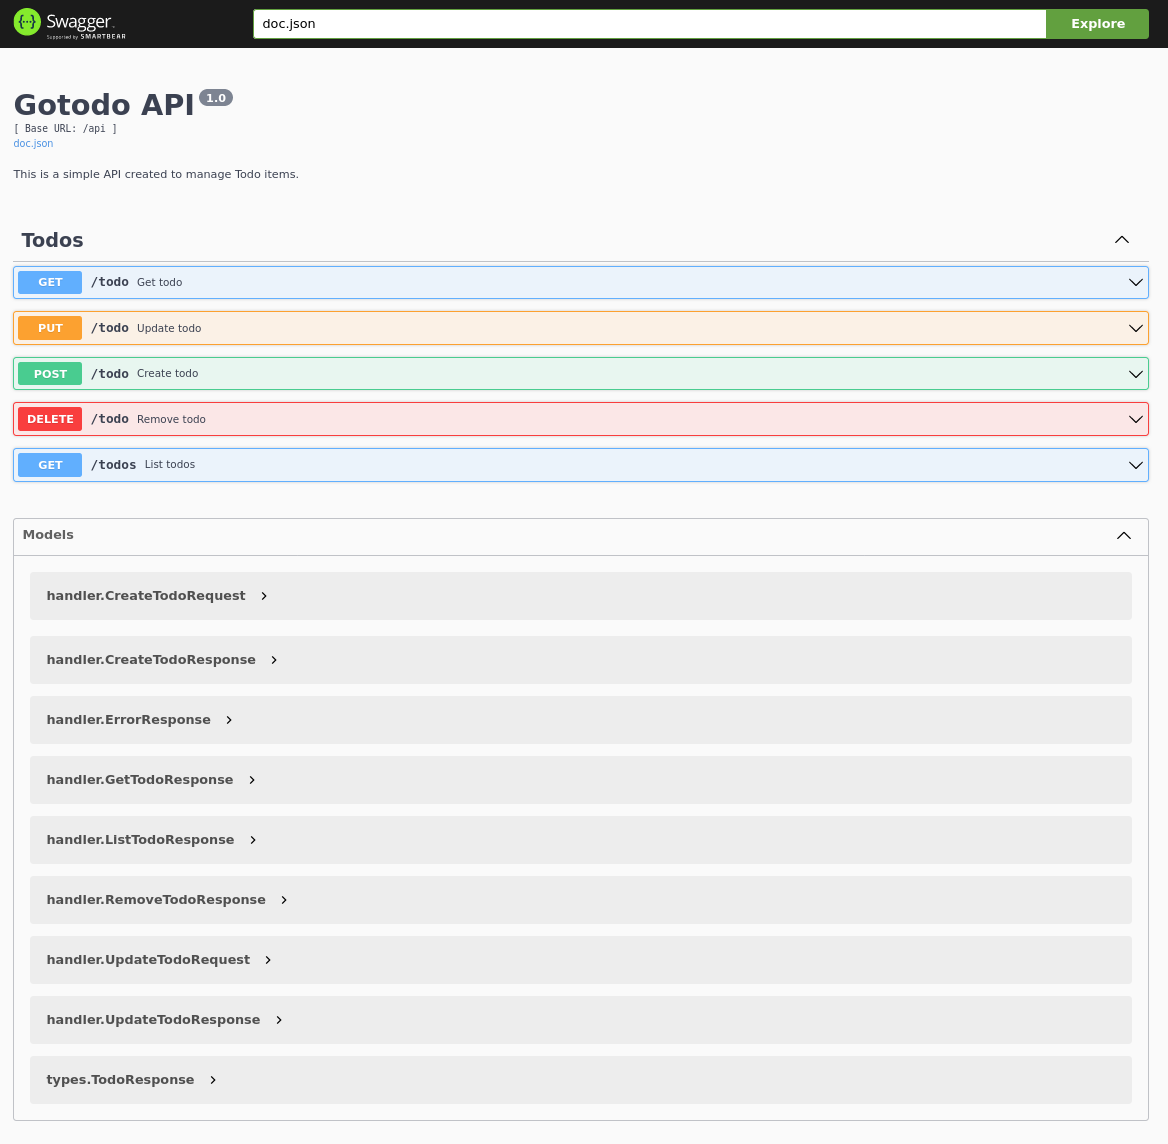 Swagger.
Supported by SMARTBEAR
doc.json
Explore
Gotodo API 1.0
[ Base URL: /api ]
doc.json
This is a simple API created to manage Todo items.
Todos
GET /todo Get todo
PUT /todo Update todo
POST /todo Create todo
DELETE /todo Remove todo
GET /todos List todos
Models
handler.CreateTodoRequest
handler.CreateTodoResponse
handler.ErrorResponse
handler.GetTodoResponse
handler.ListTodoResponse
handler.RemoveTodoResponse
handler.UpdateTodoRequest
handler.UpdateTodoResponse
types.TodoResponse